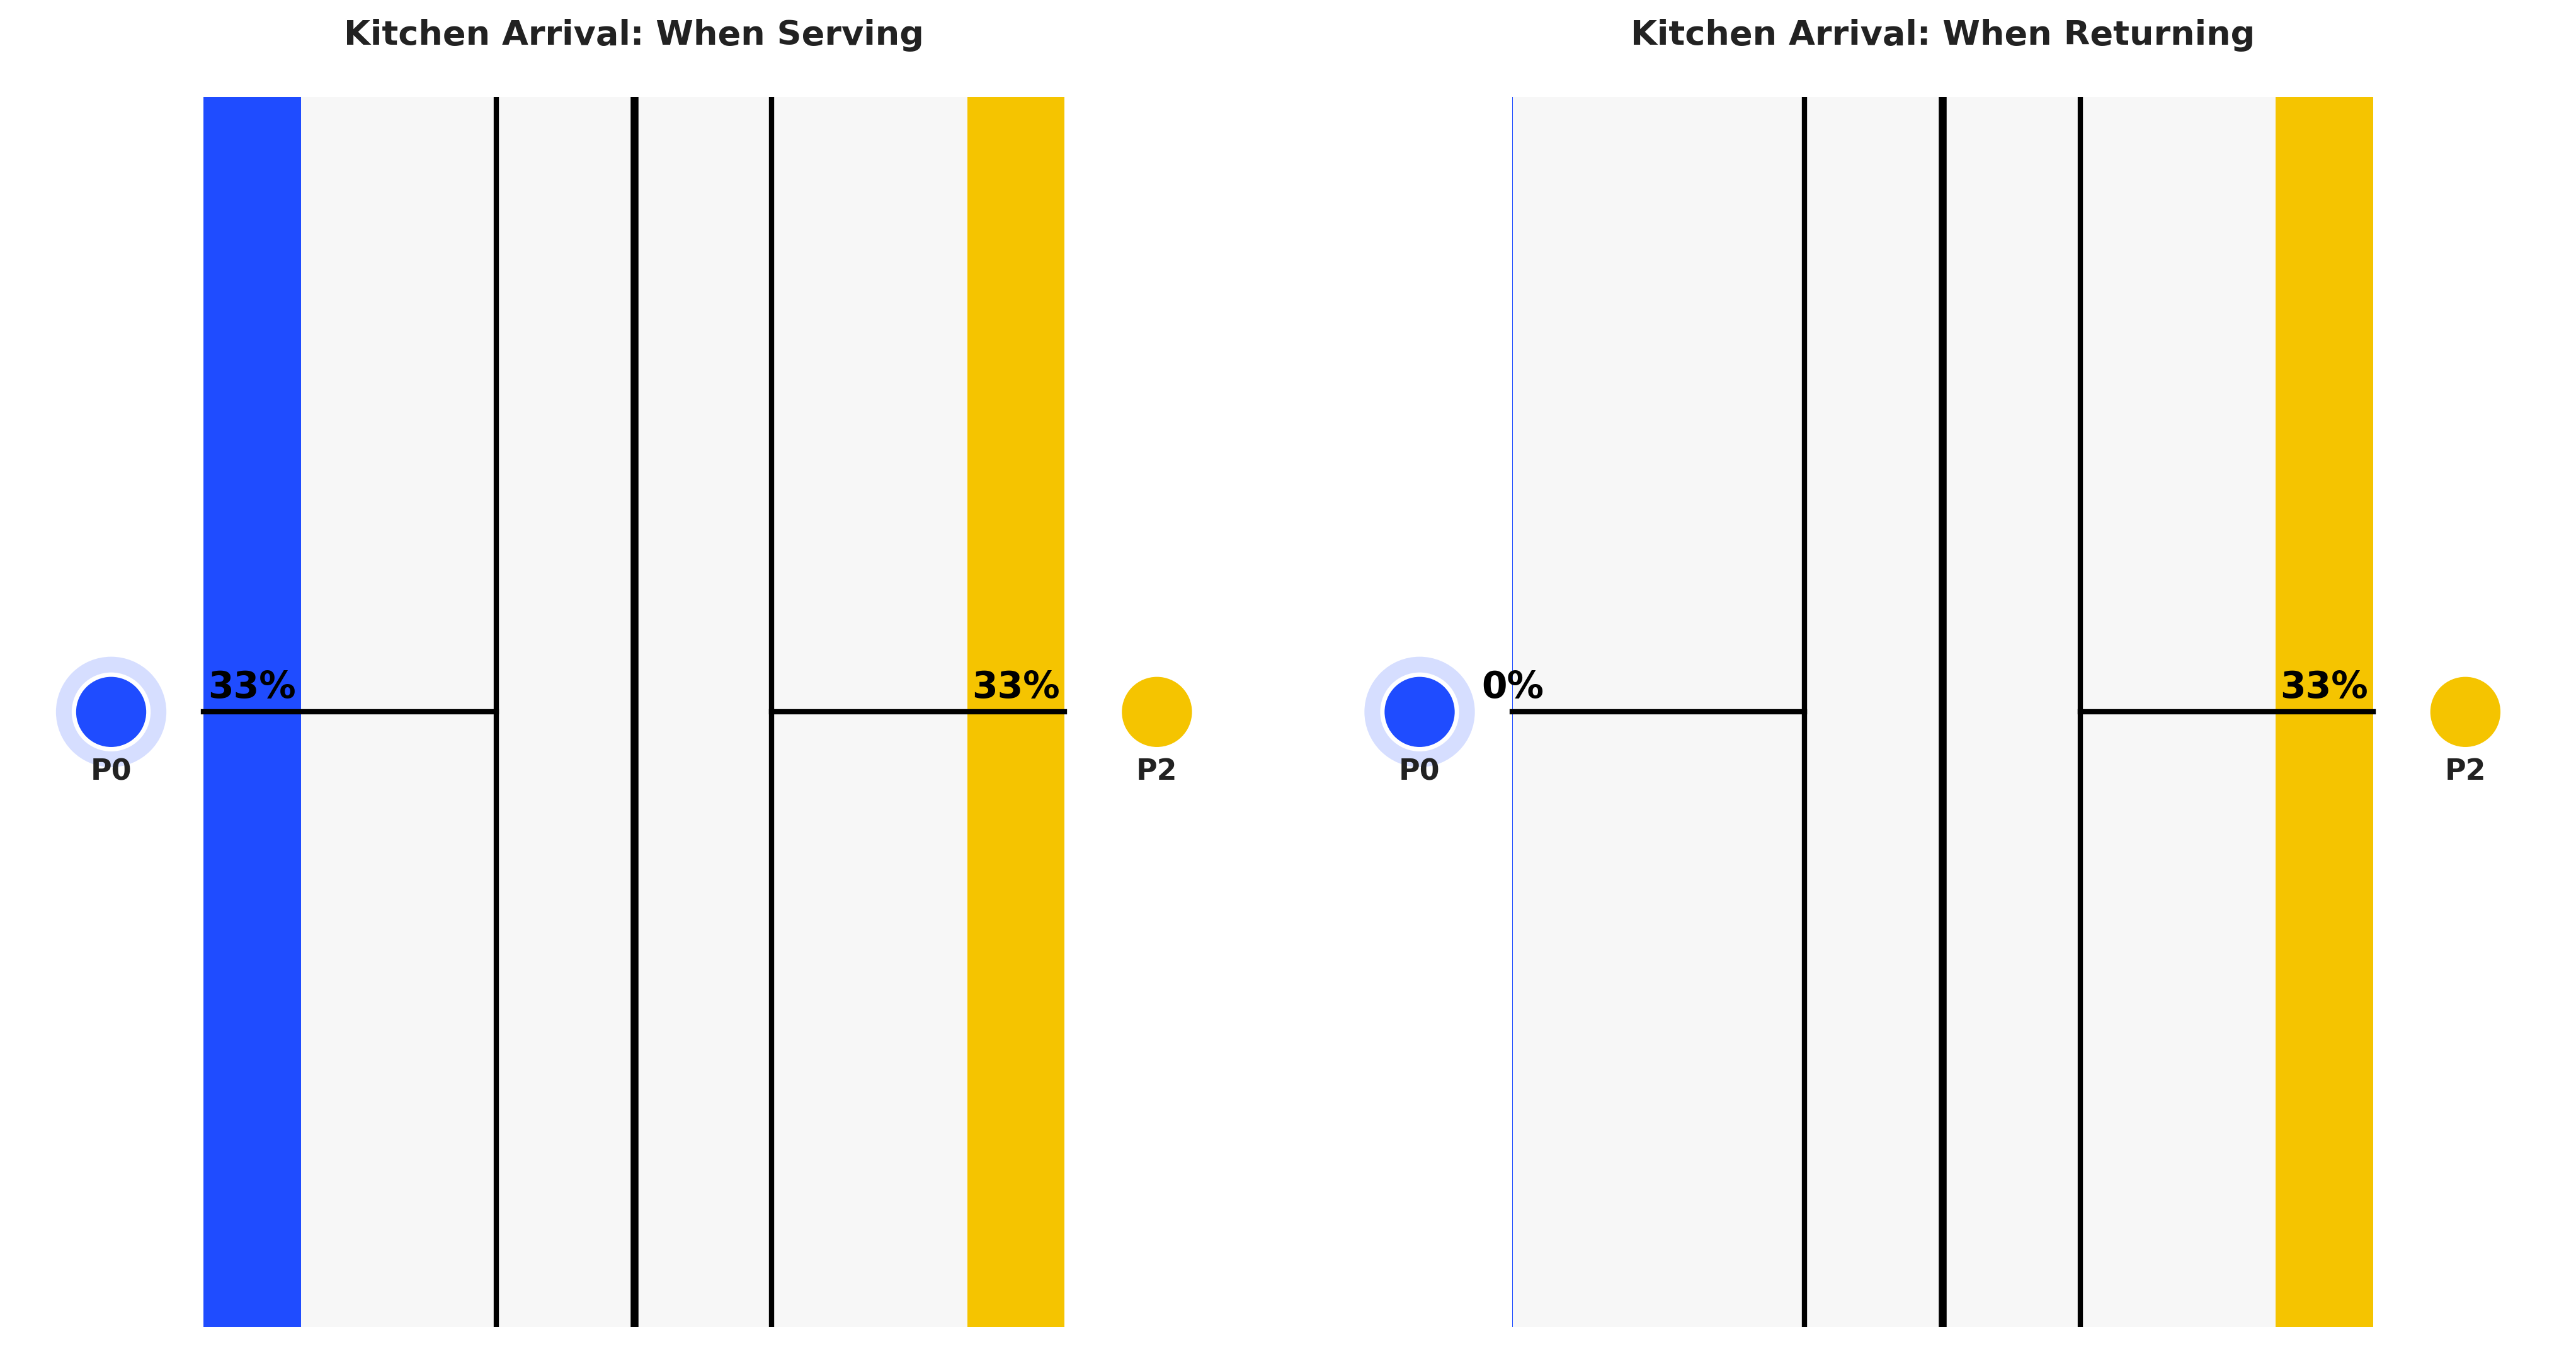 Kitchen Arrival: When Serving
33%
33%
P0
P2
Kitchen Arrival: When Returning
0%
33%
P0
P2